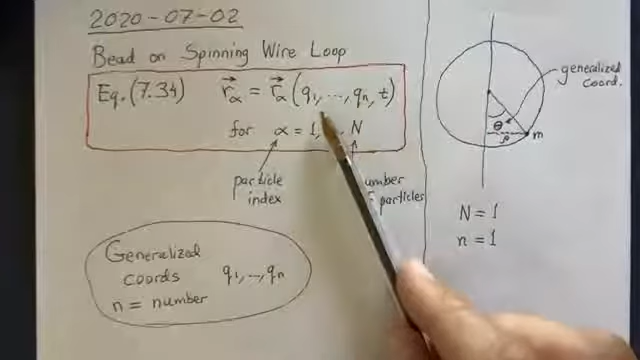 2020-07-02
Bead on Spinning Wire Loop
Eq. (7.34) r⃗α = r⃗α (q1, ..., qn, t)
for α = 1, . N
particle index
particles
Generalized
coords q1, ..., qn
n = number
generalized
coord.
θ
ρ
m
N = 1
n = 1